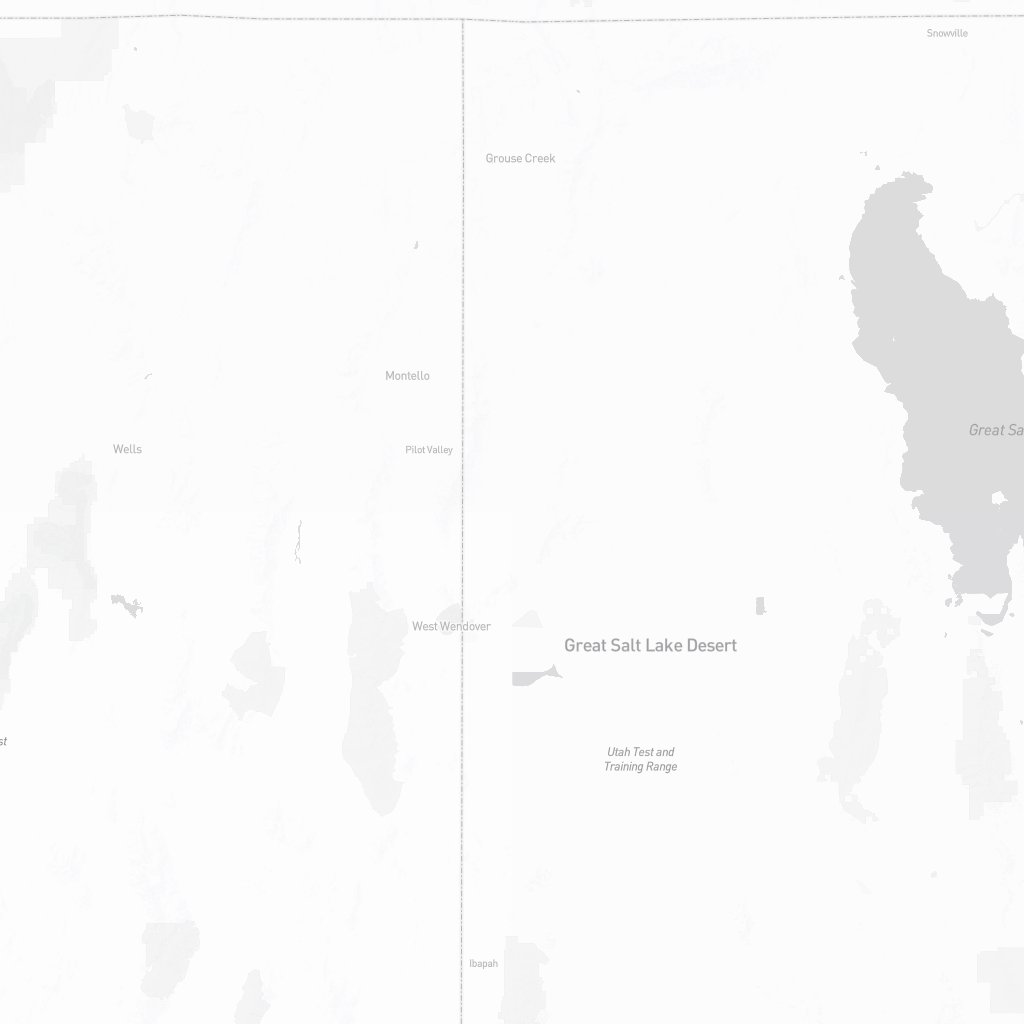 Snowville
Grouse Creek
Montello
Great Sa
Wells
Pilot Valley
West Wendover
Great Salt Lake Desert
st
Utah Test and
Training Range
Ibapah